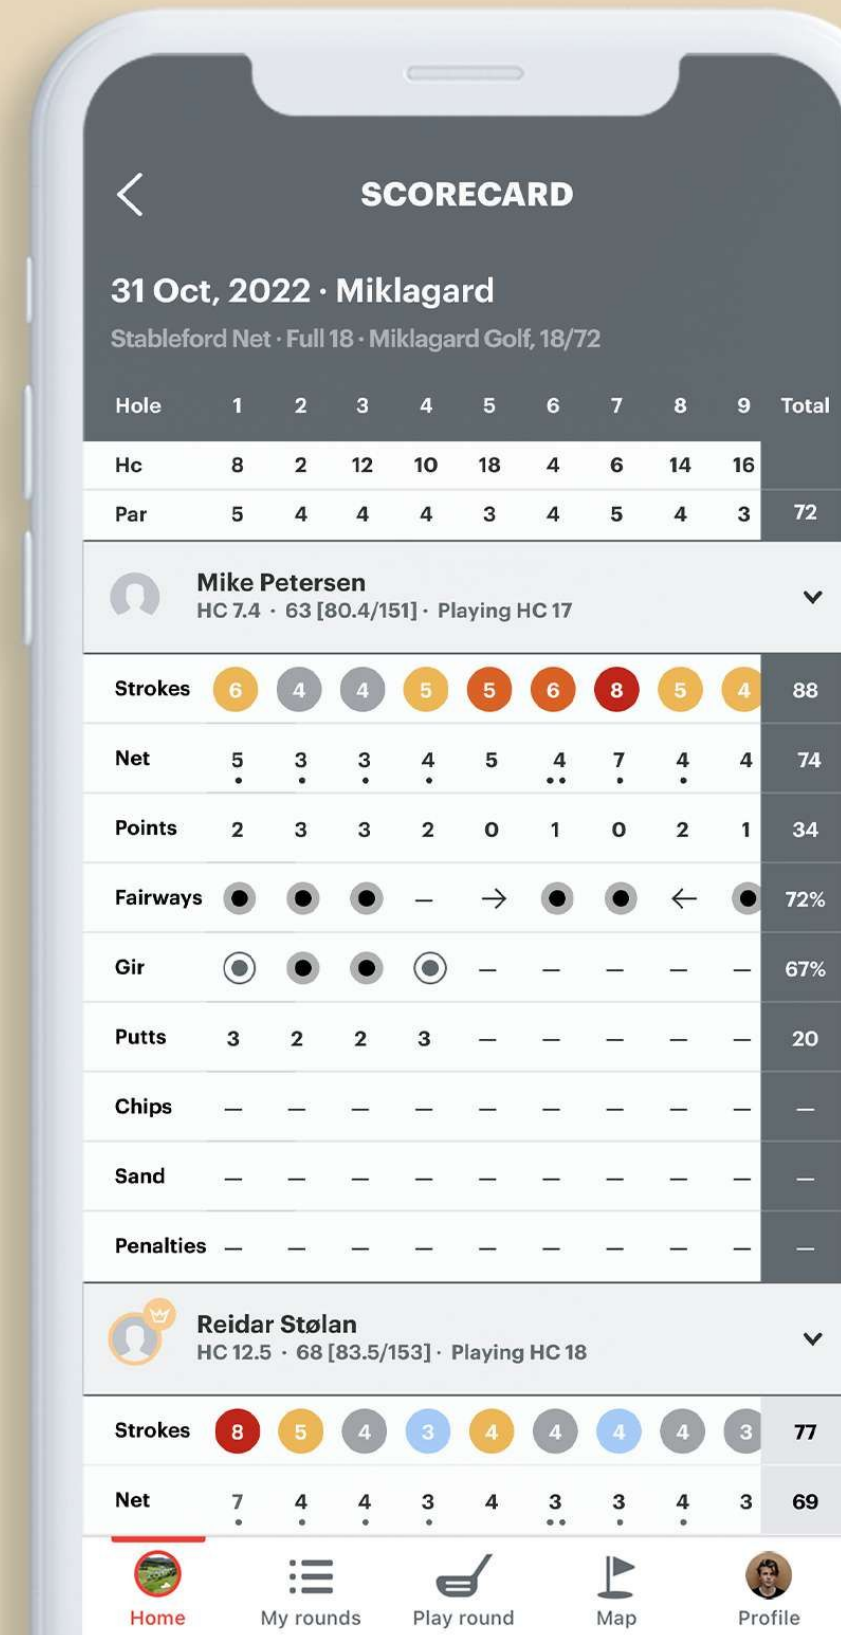 SCORECARD
31 Oct, 2022 · Miklagard
Stableford Net · Full 18 · Miklagard Golf, 18/72
Hole 1 2 3 4 5 6 7 8 9 Total
Hc 8 2 12 10 18 4 6 14 16
Par 5 4 4 4 3 4 5 4 3 72
Mike Petersen
HC 7.4 · 63 [80.4/151] · Playing HC 17
Strokes 6 4 4 5 5 6 8 5 4 88
Net 5 3 3 4 5 4 7 4 4 74
Points 2 3 3 2 0 1 0 2 1 34
Fairways – → ← 72%
Gir – – – – – 67%
Putts 3 2 2 3 – – – – – 20
Chips – – – – – – – – – –
Sand – – – – – – – – – –
Penalties – – – – – – – – – –
Reidar Stølan
HC 12.5 · 68 [83.5/153] · Playing HC 18
Strokes 8 5 4 3 4 4 4 4 3 77
Net 7 4 4 3 4 3 3 4 3 69
Home My rounds Play round Map Profile